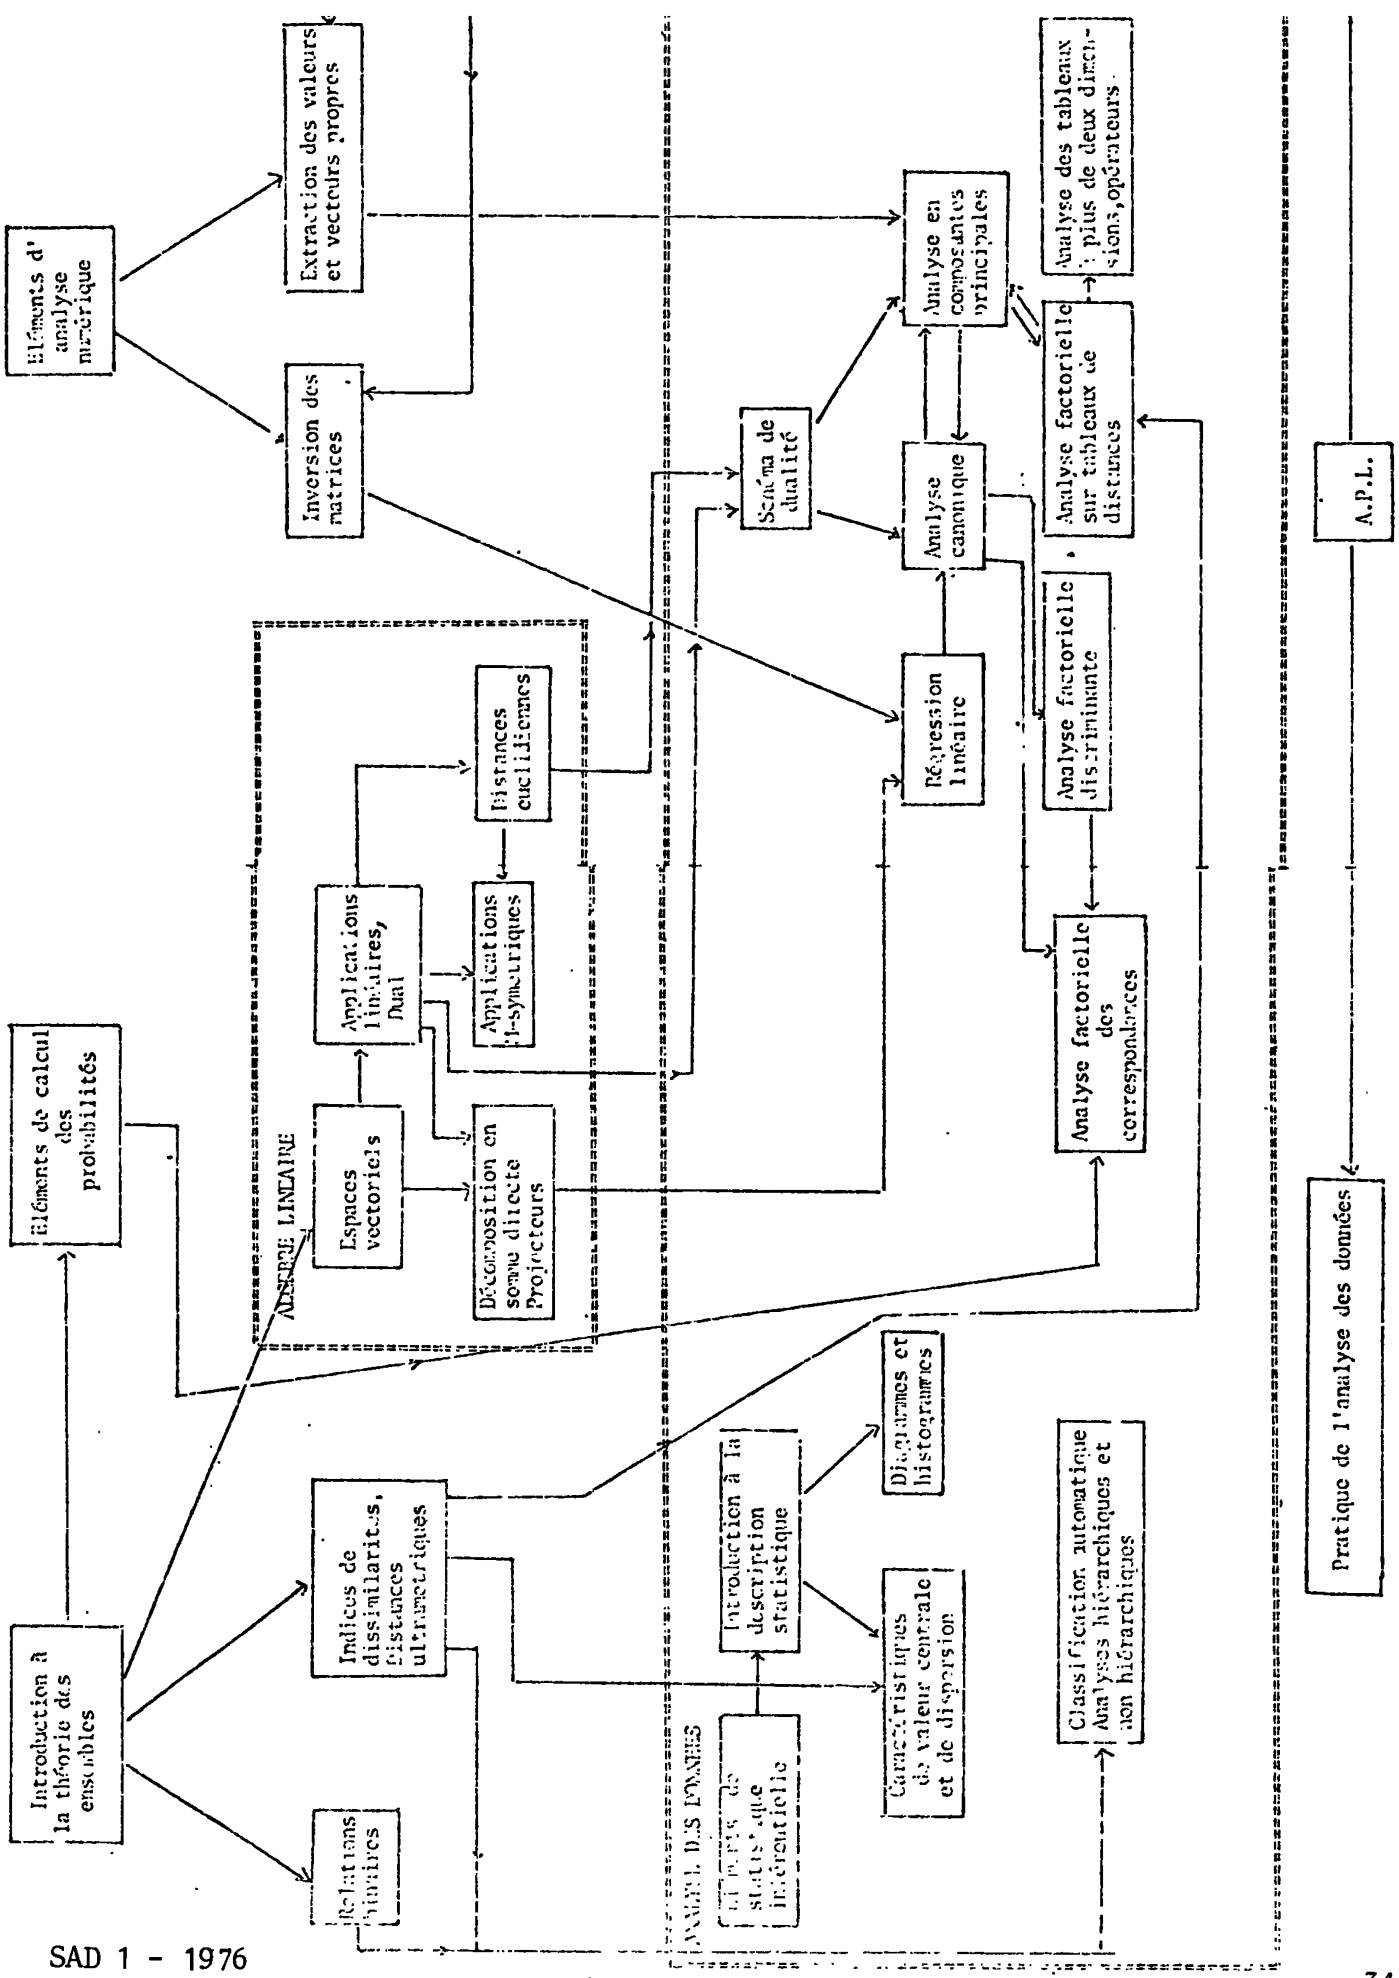 Introduction à
la théorie des
ensembles
Eléments de calcul
des
probabilités
Eléments d'
analyse
numérique
Relations
binaires
Indices de
dissimilarités,
Distances
ultrametriques
ALGEBRE LINEAIRE
Espaces
vectoriels
Applications
linéaires,
Dual
Décomposition en
somme directe
Projecteurs
Applications
symetriques
Distances
euclidiennes
Inversion des
matrices
Extraction des valeurs
et vecteurs propres
ANALYSE DES DONNEES
statistique
inférentielle
Introduction à la
description
statistique
Caractéristiques
de valeur centrale
et de dispersion
Diagrammes et
histogrammes
Schéma de
dualité
Régression
linéaire
Analyse
canonique
Analyse en
composantes
principales
Classification automatique
Analyses hiérarchiques et
non hiérarchiques
Analyse factorielle
des
correspondances
Analyse factorielle
discriminante
Analyse factorielle
sur tableaux de
distances
Analyse des tableaux
à plus de deux dimen-
sions,opérateurs
Pratique de l'analyse des données
A.P.L.
SAD 1 - 1976